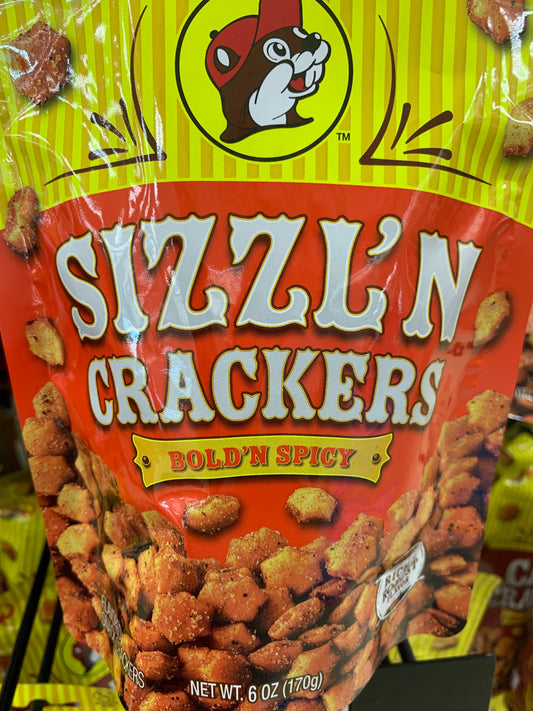 TM
SIZZL'N
CRACKERS
BOLD'N SPICY
NET WT. 6 OZ (170g)